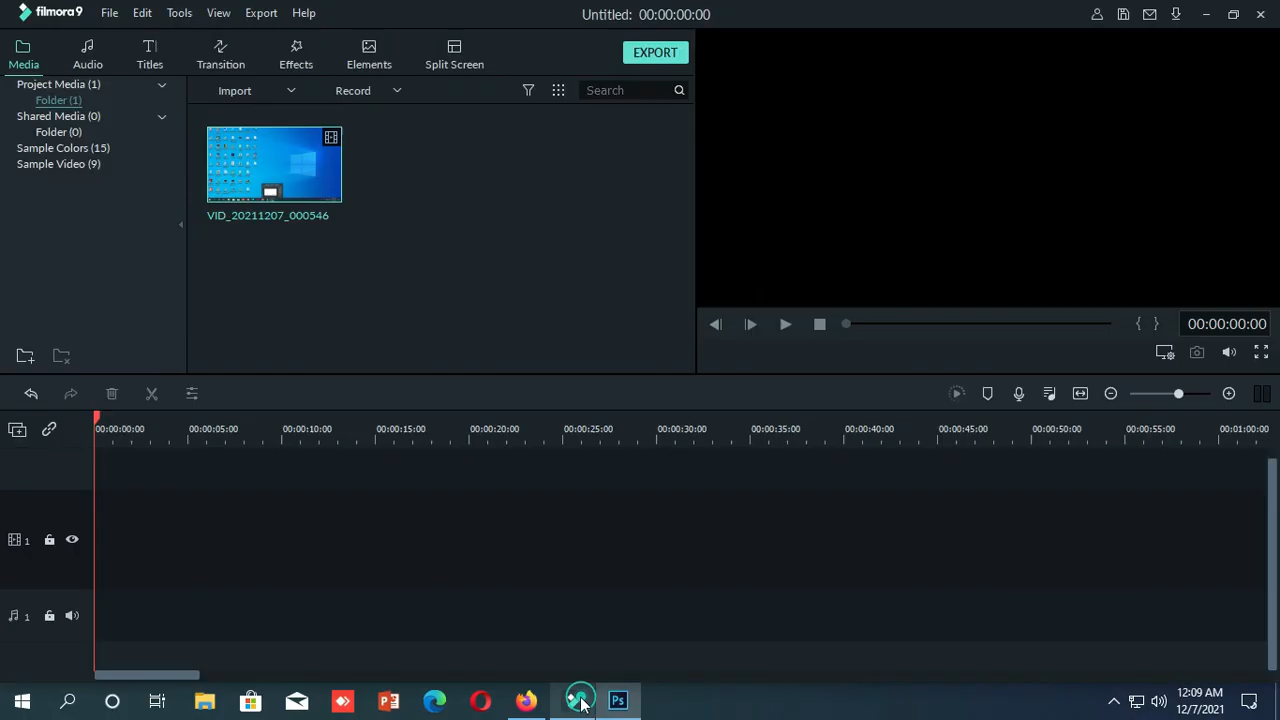 filmora9 File Edit Tools View Export Help Untitled: 00:00:00:00
Media Audio Titles Transition Effects Elements Split Screen EXPORT
Project Media (1)
Folder (1)
Shared Media (0)
Folder (0)
Sample Colors (15)
Sample Video (9)
Import Record Search
VID_20211207_000546
{ } 00:00:00:00
00:00:00:00 00:00:05:00 00:00:10:00 00:00:15:00 00:00:20:00 00:00:25:00 00:00:30:00 00:00:35:00 00:00:40:00 00:00:45:00 00:00:50:00 00:00:55:00 00:01:00:00
1
1
Ps 12:09 AM
12/7/2021